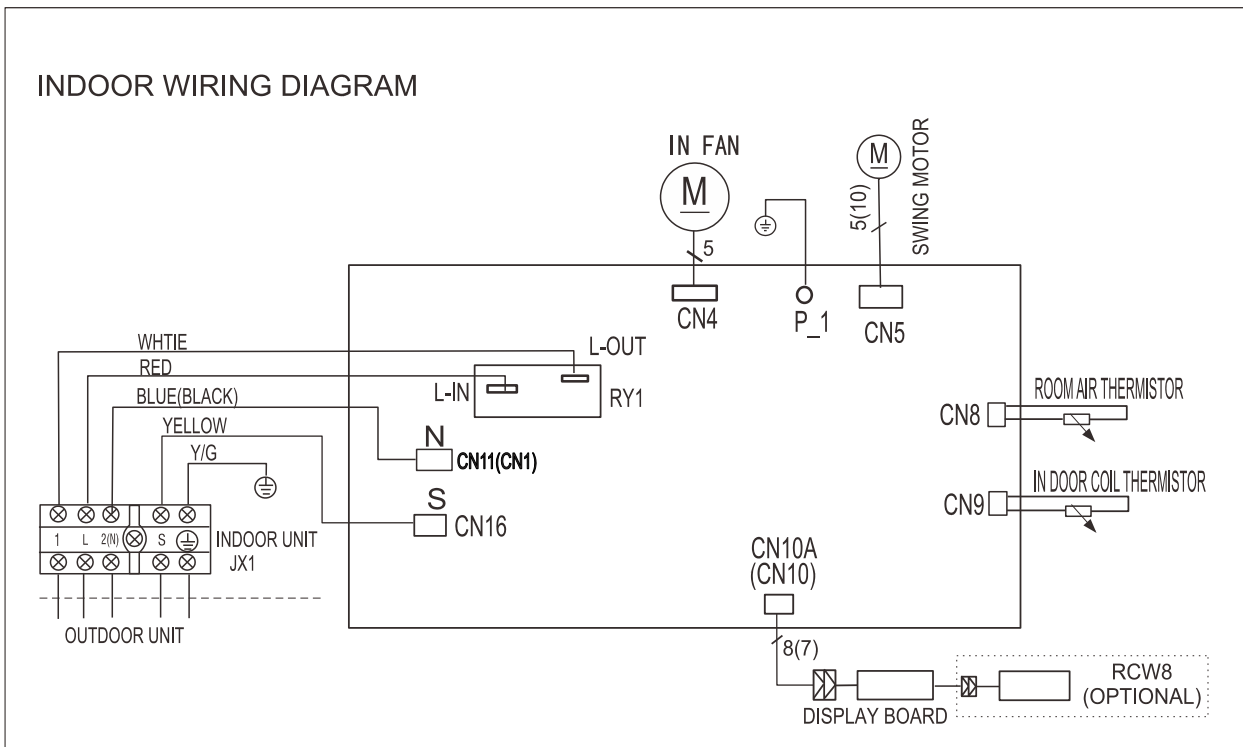 INDOOR WIRING DIAGRAM
IN FAN
M
5
M
5(10)
SWING MOTOR
CN4
P_1
CN5
WHTIE
L-OUT
RED
L-IN
RY1
BLUE(BLACK)
N
CN11(CN1)
YELLOW
Y/G
S
CN16
CN8
ROOM AIR THERMISTOR
CN9
IN DOOR COIL THERMISTOR
1 L 2(N) S
INDOOR UNIT
JX1
OUTDOOR UNIT
CN10A
(CN10)
8(7)
DISPLAY BOARD
RCW8
(OPTIONAL)